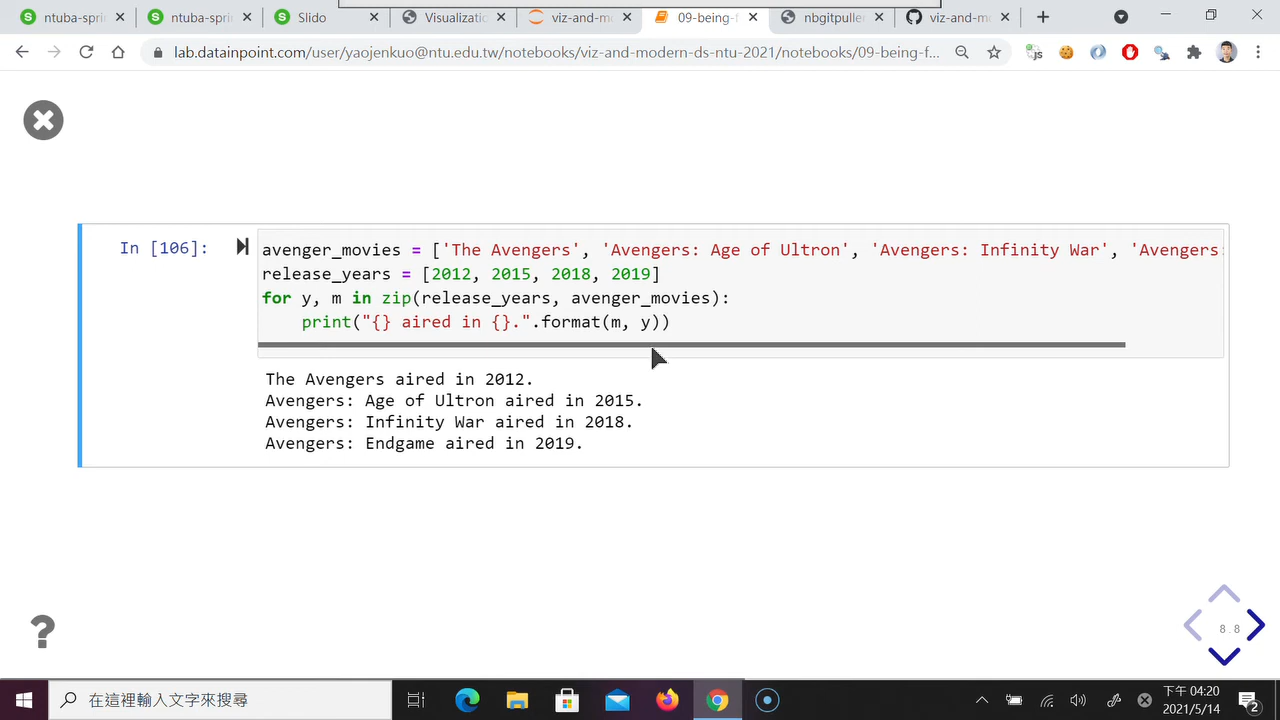 ntuba-spri
ntuba-spri
Slido
Visualizatio
viz-and-mo
09-being-f
nbgitpuller
viz-and-mo
lab.datainpoint.com/user/yaojenkuo@ntu.edu.tw/notebooks/viz-and-modern-ds-ntu-2021/notebooks/09-being-f...
In [106]:
avenger_movies = ['The Avengers', 'Avengers: Age of Ultron', 'Avengers: Infinity War', 'Avengers:
release_years = [2012, 2015, 2018, 2019]
for y, m in zip(release_years, avenger_movies):
    print("{} aired in {}.".format(m, y))
The Avengers aired in 2012.
Avengers: Age of Ultron aired in 2015.
Avengers: Infinity War aired in 2018.
Avengers: Endgame aired in 2019.
8.8
在這裡輸入文字來搜尋
下午 04:20
2021/5/14
2